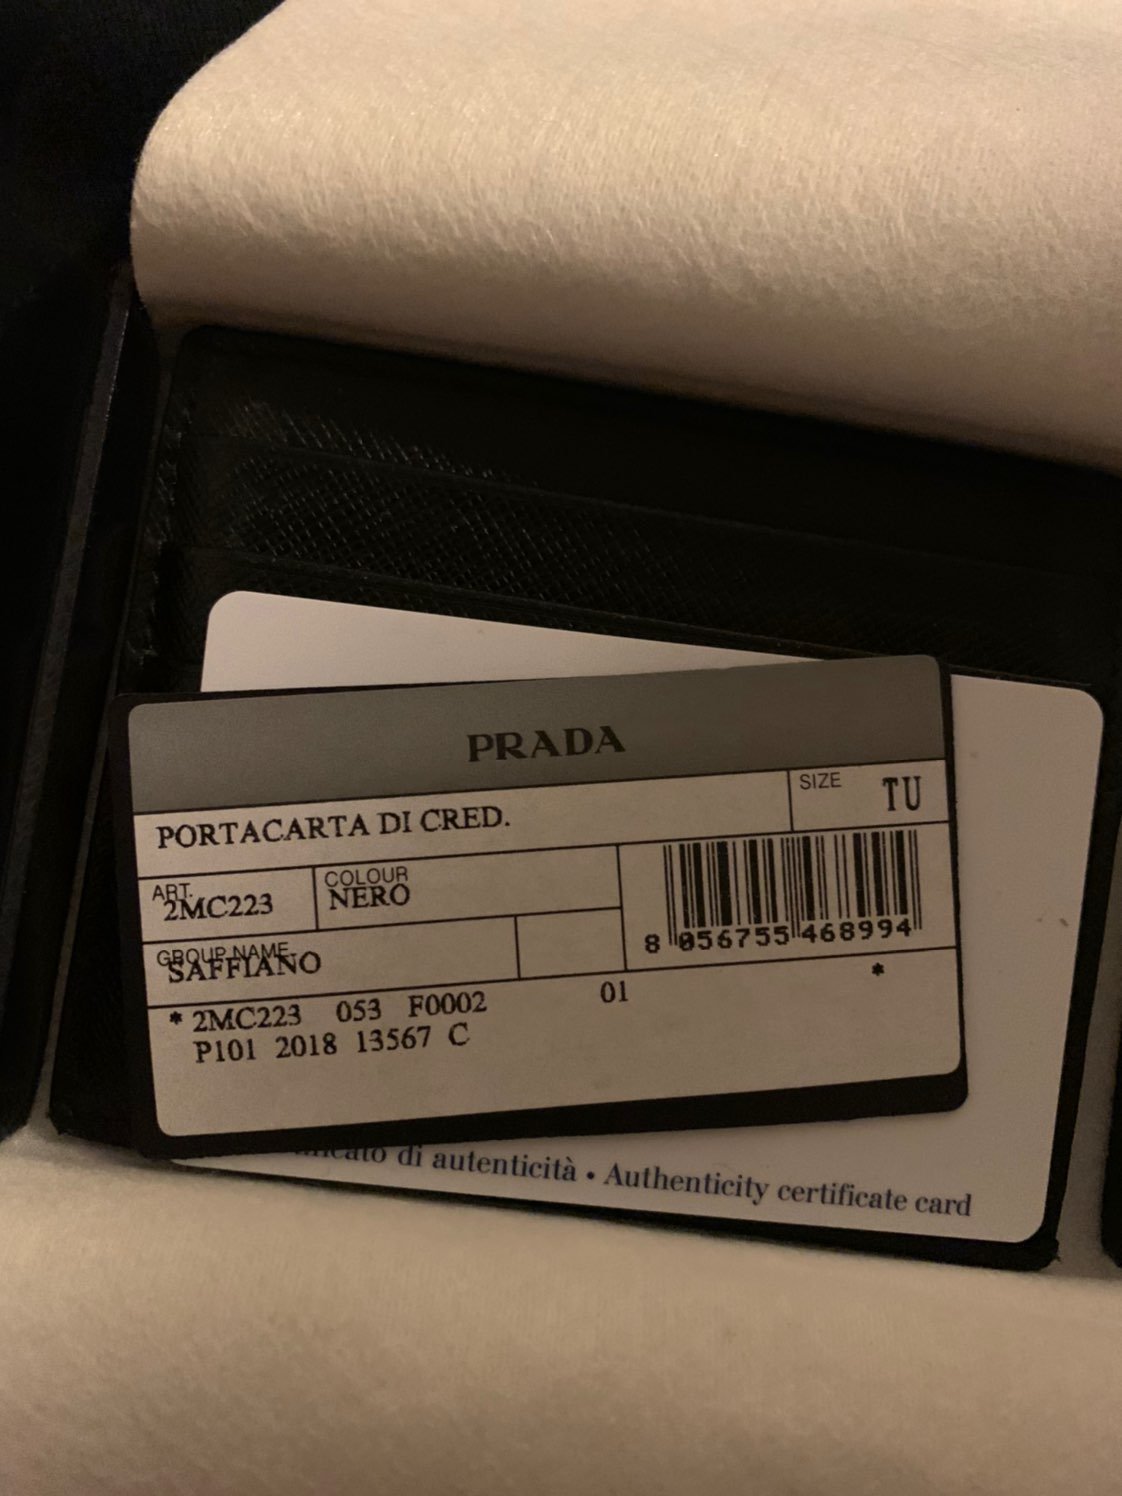 PRADA
PORTACARTA DI CRED.
SIZE TU
ART. 2MC223
COLOUR NERO
GROUP NAME SAFFIANO
8 056755 468994
* 2MC223 053 F0002 01 *
P101 2018 13567 C
di autenticità • Authenticity certificate card